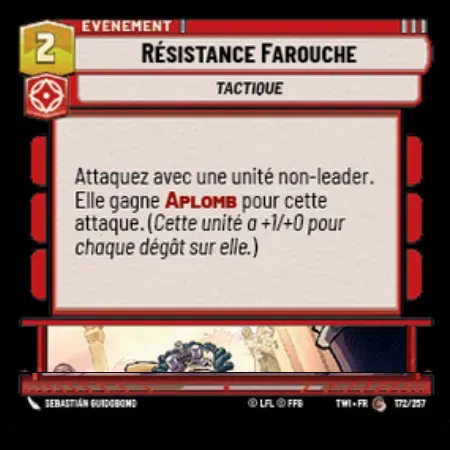 EVENEMENT
2
RÉSISTANCE FAROUCHE
TACTIQUE
Attaquez avec une unité non-leader.
Elle gagne APLOMB pour cette
attaque. (Cette unité a +1/+0 pour
chaque dégât sur elle.)
SEBASTIÁN GUIDOBONO
© LFL © FFG
TWI • FR
172/257